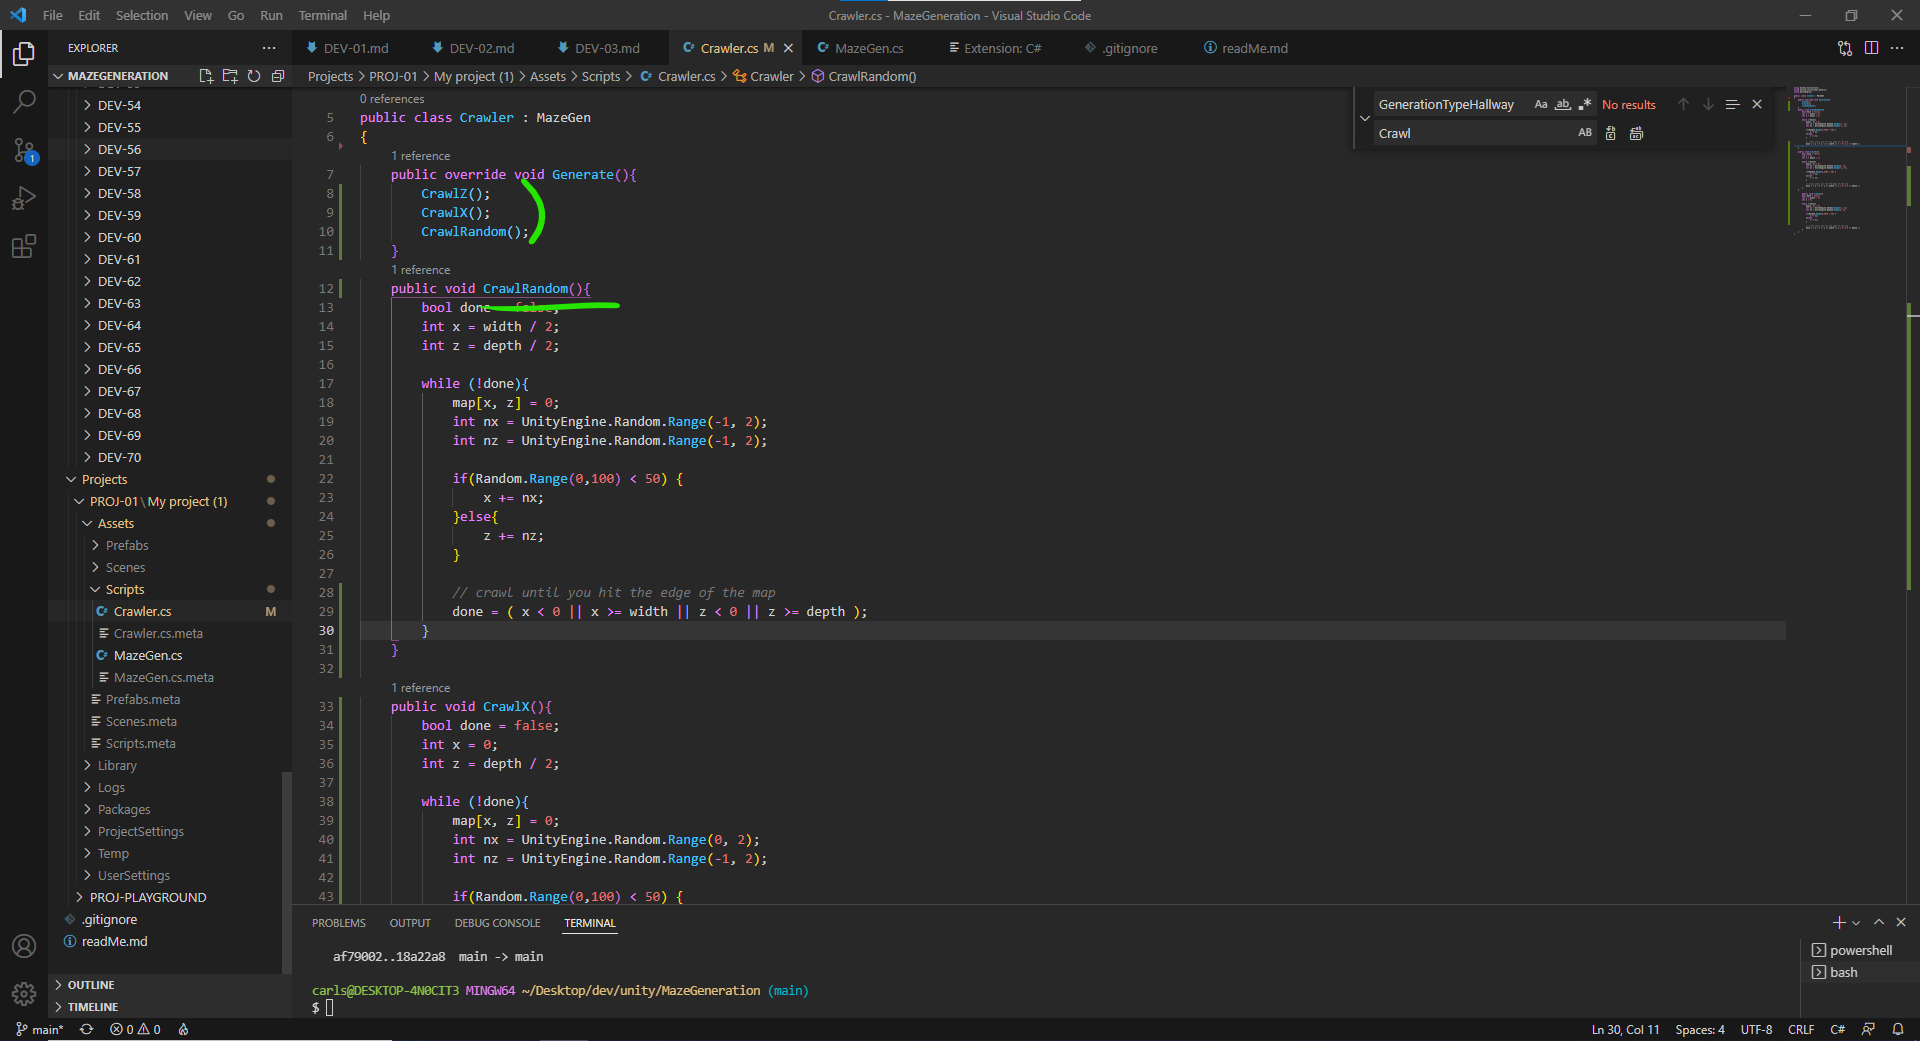 File Edit Selection View Go Run Terminal Help
Crawler.cs - MazeGeneration - Visual Studio Code
EXPLORER
DEV-01.md DEV-02.md DEV-03.md Crawler.cs M MazeGen.cs Extension: C# .gitignore readMe.md
MAZEGENERATION
Projects > PROJ-01 > My project (1) > Assets > Scripts > Crawler.cs > Crawler > CrawlRandom()
GenerationTypeHallway Aa ab .* No results
Crawl AB
DEV-54
DEV-55
DEV-56
DEV-57
DEV-58
DEV-59
DEV-60
DEV-61
DEV-62
DEV-63
DEV-64
DEV-65
DEV-66
DEV-67
DEV-68
DEV-69
DEV-70
Projects
PROJ-01 \ My project (1)
Assets
Prefabs
Scenes
Scripts
Crawler.cs M
Crawler.cs.meta
MazeGen.cs
MazeGen.cs.meta
Prefabs.meta
Scenes.meta
Scripts.meta
Library
Logs
Packages
ProjectSettings
Temp
UserSettings
PROJ-PLAYGROUND
.gitignore
readMe.md
OUTLINE
TIMELINE
0 references
5 public class Crawler : MazeGen
6 {
1 reference
7 public override void Generate(){
8 CrawlZ();
9 CrawlX();
10 CrawlRandom();
11 }
1 reference
12 public void CrawlRandom(){
13 bool done = false;
14 int x = width / 2;
15 int z = depth / 2;
16
17 while (!done){
18 map[x, z] = 0;
19 int nx = UnityEngine.Random.Range(-1, 2);
20 int nz = UnityEngine.Random.Range(-1, 2);
21
22 if(Random.Range(0,100) < 50) {
23 x += nx;
24 }else{
25 z += nz;
26 }
27
28 // crawl until you hit the edge of the map
29 done = ( x < 0 || x >= width || z < 0 || z >= depth );
30 }
31 }
32
1 reference
33 public void CrawlX(){
34 bool done = false;
35 int x = 0;
36 int z = depth / 2;
37
38 while (!done){
39 map[x, z] = 0;
40 int nx = UnityEngine.Random.Range(0, 2);
41 int nz = UnityEngine.Random.Range(-1, 2);
42
43 if(Random.Range(0,100) < 50) {
PROBLEMS OUTPUT DEBUG CONSOLE TERMINAL
af79002..18a22a8 main -> main
carls@DESKTOP-4N0CIT3 MINGW64 ~/Desktop/dev/unity/MazeGeneration (main)
$
powershell
bash
main* 0 0 Ln 30, Col 11 Spaces: 4 UTF-8 CRLF C#
1